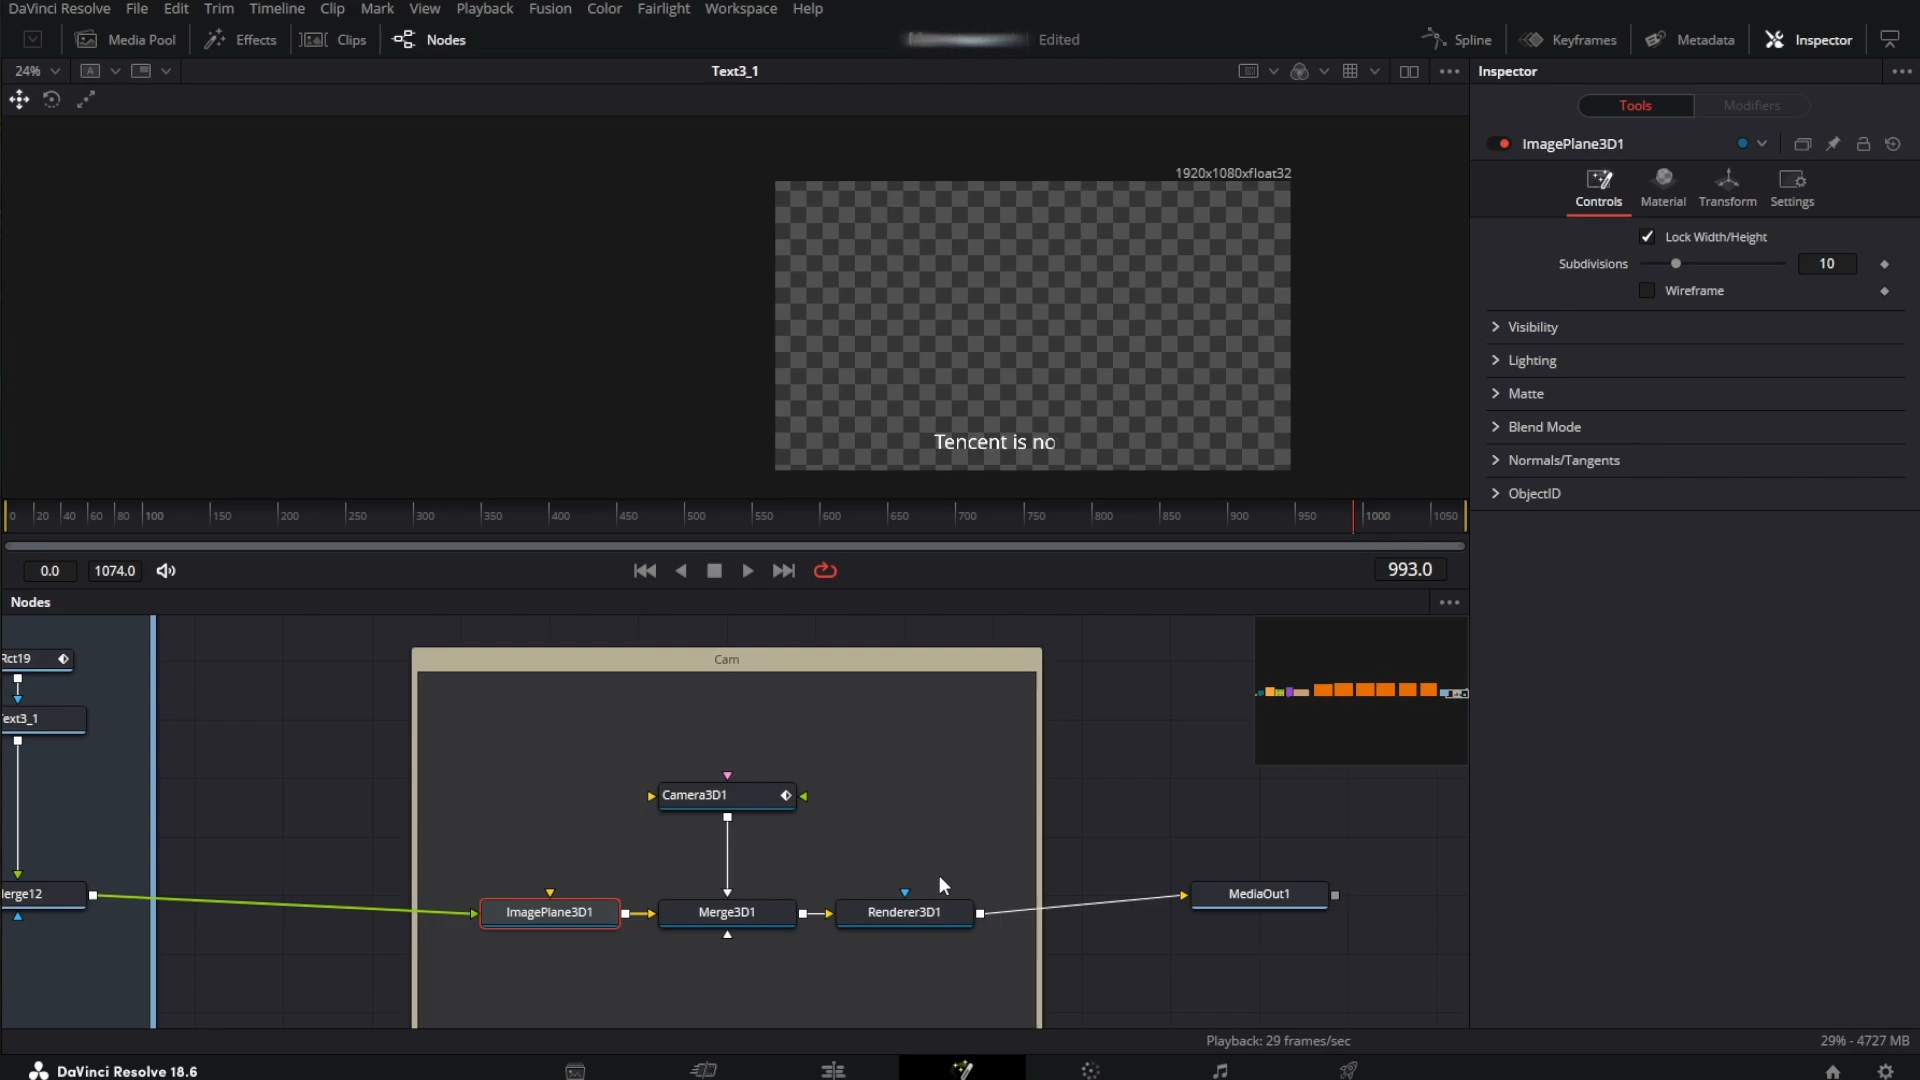 DaVinci Resolve File Edit Trim Timeline Clip Mark View Playback Fusion Color Fairlight Workspace Help
Media Pool Effects Clips Nodes Edited Spline Keyframes Metadata Inspector
24% A Text3_1 Inspector
Tools Modifiers
ImagePlane3D1
1920x1080xfloat32
Controls Material Transform Settings
Lock Width/Height
Subdivisions 10
Wireframe
Visibility
Lighting
Matte
Blend Mode
Tencent is no
Normals/Tangents
ObjectID
0 20 40 60 80 100 150 200 250 300 350 400 450 500 550 600 650 700 750 800 850 900 950 1000 1050
0.0 1074.0 993.0
Nodes
Rct19
Cam
ext3_1
Camera3D1
erge12
ImagePlane3D1 Merge3D1 Renderer3D1 MediaOut1
Playback: 29 frames/sec 29% - 4727 MB
DaVinci Resolve 18.6